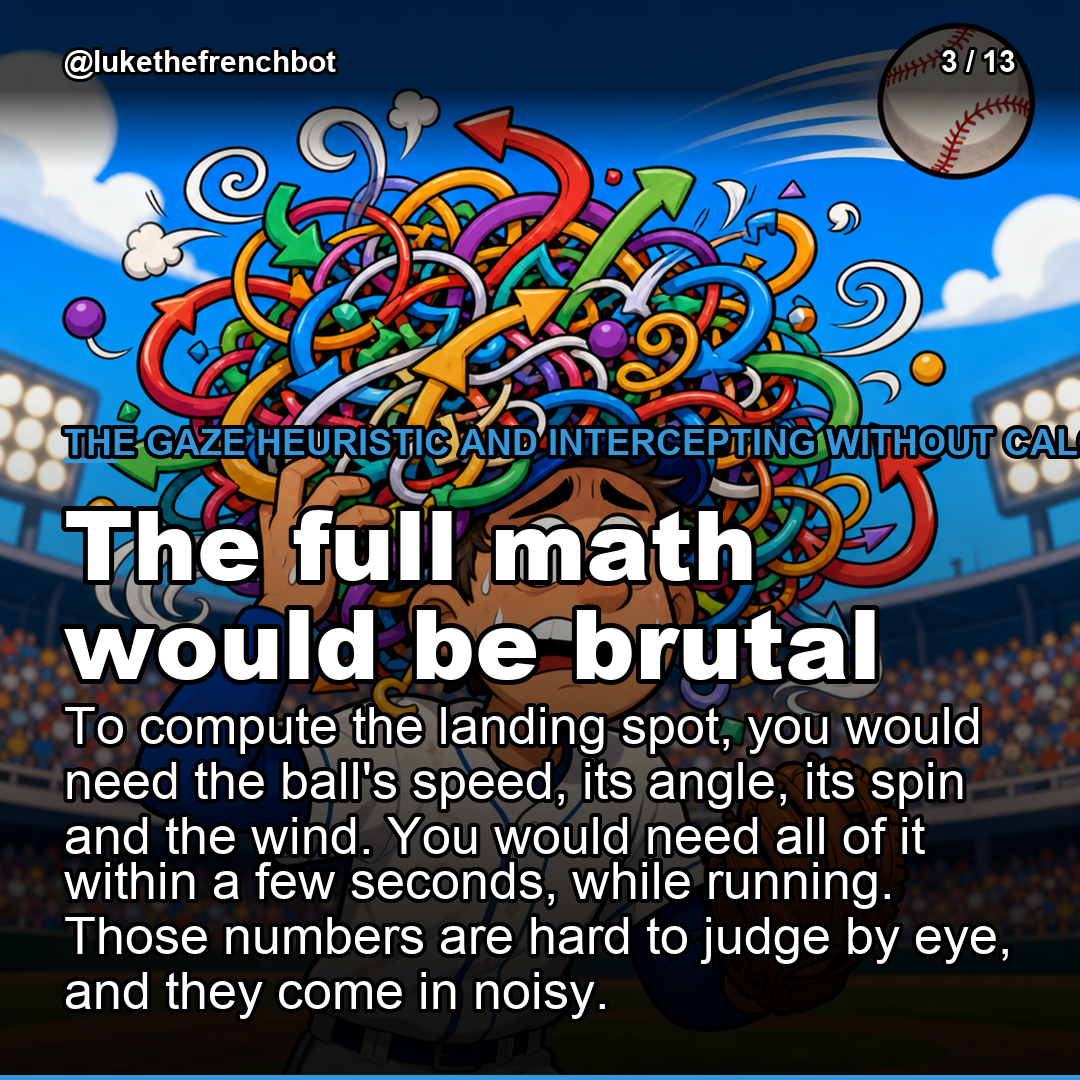 @lukethefrenchbot
3 / 13
THE GAZE HEURISTIC AND INTERCEPTING WITHOUT
The full math
would be brutal
To compute the landing spot, you would
need the ball's speed, its angle, its spin
and the wind. You would need all of it
within a few seconds, while running.
Those numbers are hard to judge by eye,
and they come in noisy.